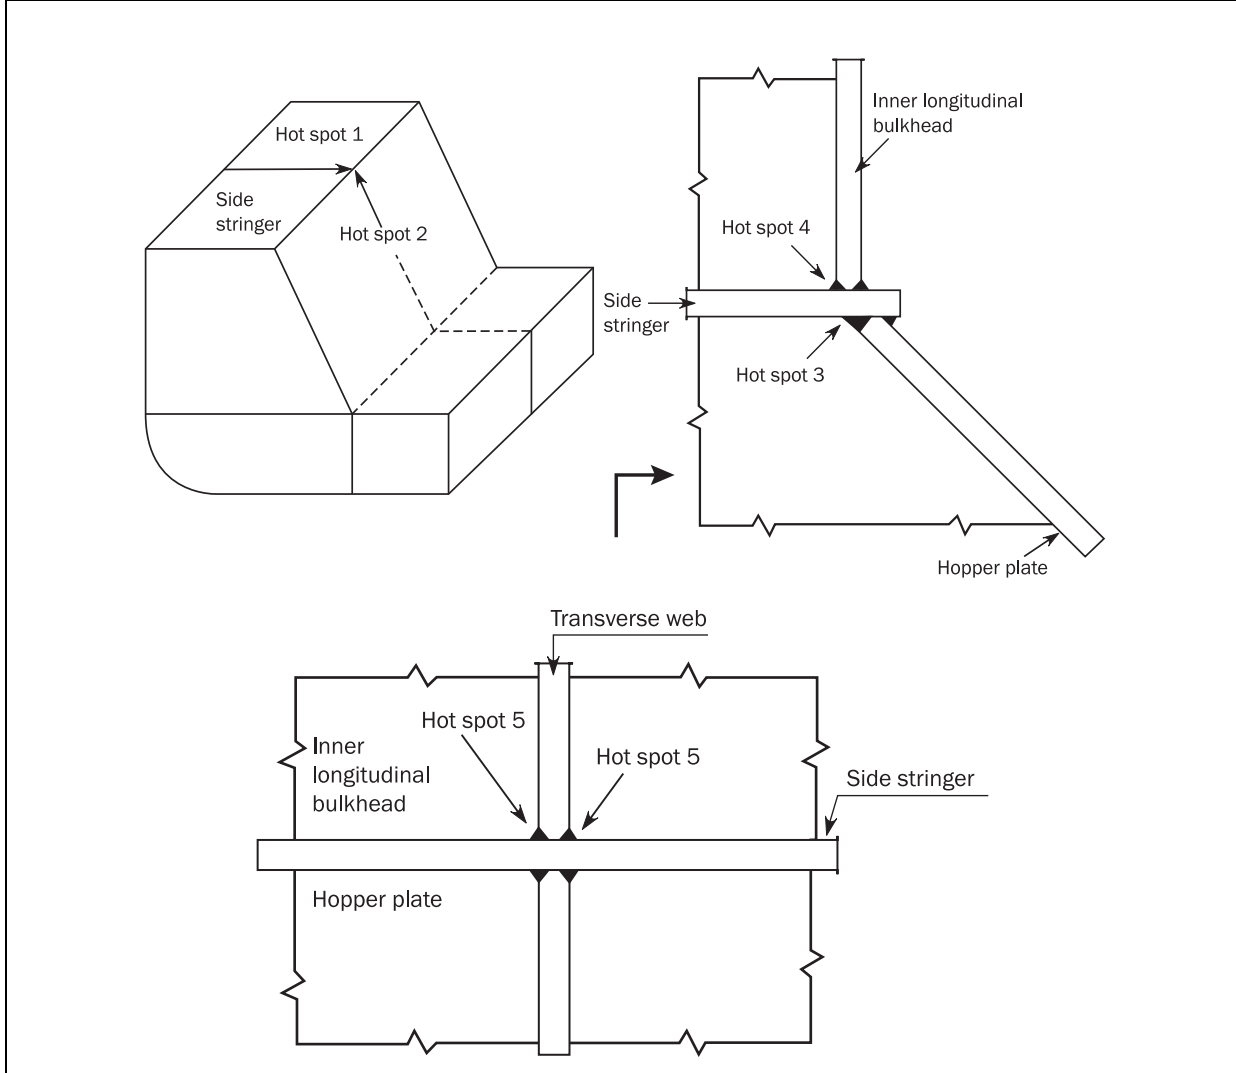 Hot spot 1
Side
stringer
Hot spot 2
Inner longitudinal
bulkhead
Hot spot 4
Side
stringer
Hot spot 3
Hopper plate
Transverse web
Hot spot 5
Hot spot 5
Inner
longitudinal
bulkhead
Side stringer
Hopper plate